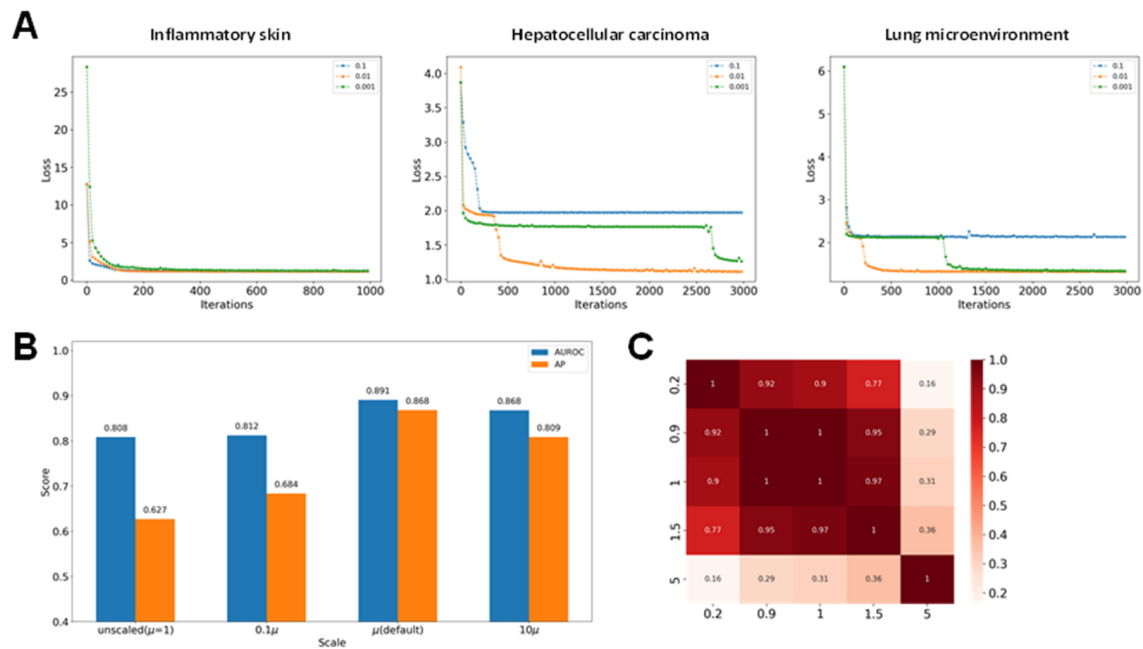 A
Inflammatory skin
Hepatocellular carcinoma
Lung microenvironment
Loss
25
20
15
10
5
0
0.1
0.01
0.001
0 200 400 600 800 1000
Iterations
Loss
4.0
3.5
3.0
2.5
2.0
1.5
1.0
0.1
0.01
0.001
0 500 1000 1500 2000 2500 3000
Iterations
Loss
6
5
4
3
2
0.1
0.01
0.001
0 500 1000 1500 2000 2500 3000
Iterations
B
Score
1.0
0.9
0.8
0.7
0.6
0.5
0.4
AUROC
AP
0.808
0.627
0.812
0.684
0.891
0.868
0.868
0.809
unscaled(μ=1) 0.1μ μ(default) 10μ
Scale
C
0.2 1 0.92 0.9 0.77 0.16
0.9 0.92 1 1 0.95 0.29
1 0.9 1 1 0.97 0.31
1.5 0.77 0.95 0.97 1 0.36
5 0.16 0.29 0.31 0.36 1
0.2 0.9 1 1.5 5
1.0
0.9
0.8
0.7
0.6
0.5
0.4
0.3
0.2